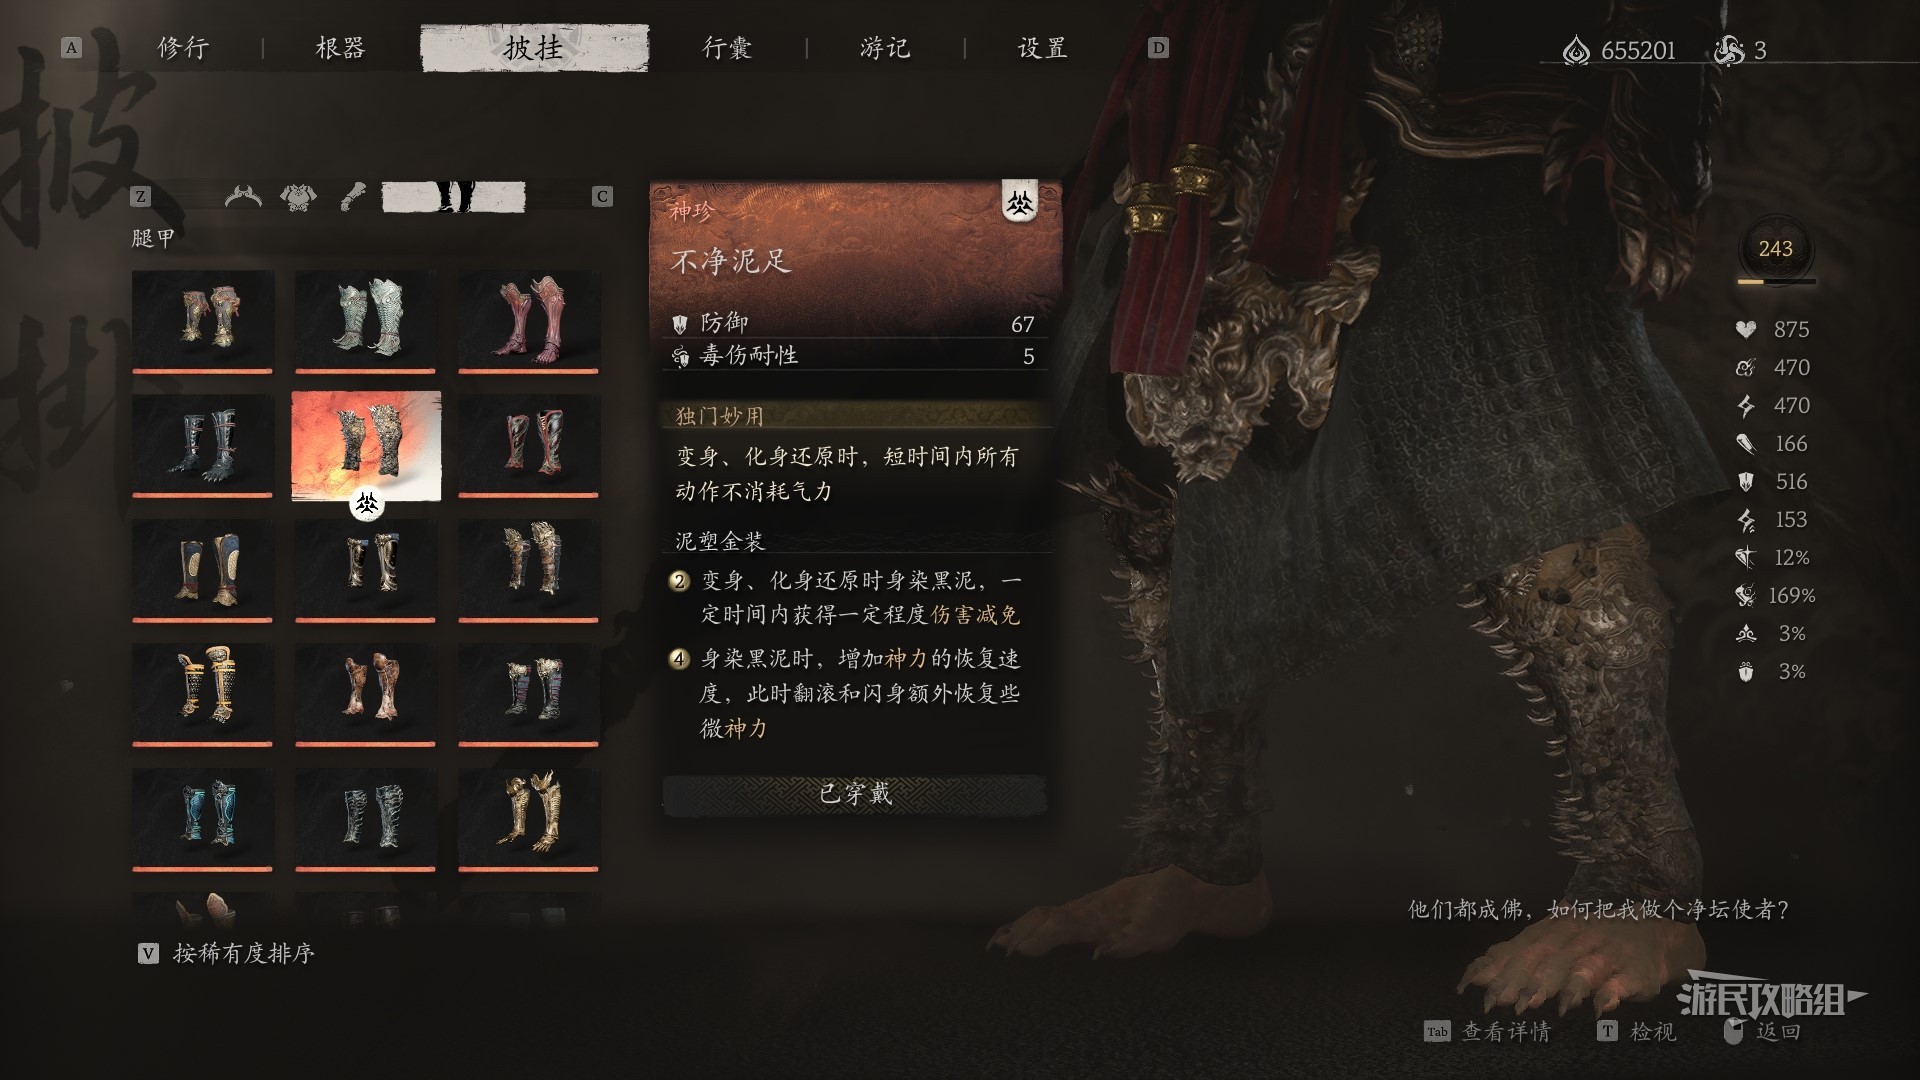 A 修行 根器 披挂 行囊 游记 设置 D
655201 3
披
掛
Z C
腿甲
V 按稀有度排序
神珍
不净泥足
防御 67
毒伤耐性 5
独门妙用
变身、化身还原时，短时间内所有
动作不消耗气力
泥塑金装
2 变身、化身还原时身染黑泥，一
定时间内获得一定程度伤害减免
4 身染黑泥时，增加神力的恢复速
度，此时翻滚和闪身额外恢复些
微神力
已穿戴
243
875
470
470
166
516
153
12%
169%
3%
3%
他们都成佛，如何把我做个净坛使者？
游民攻略组
Tab 查看详情 T 检视 返回